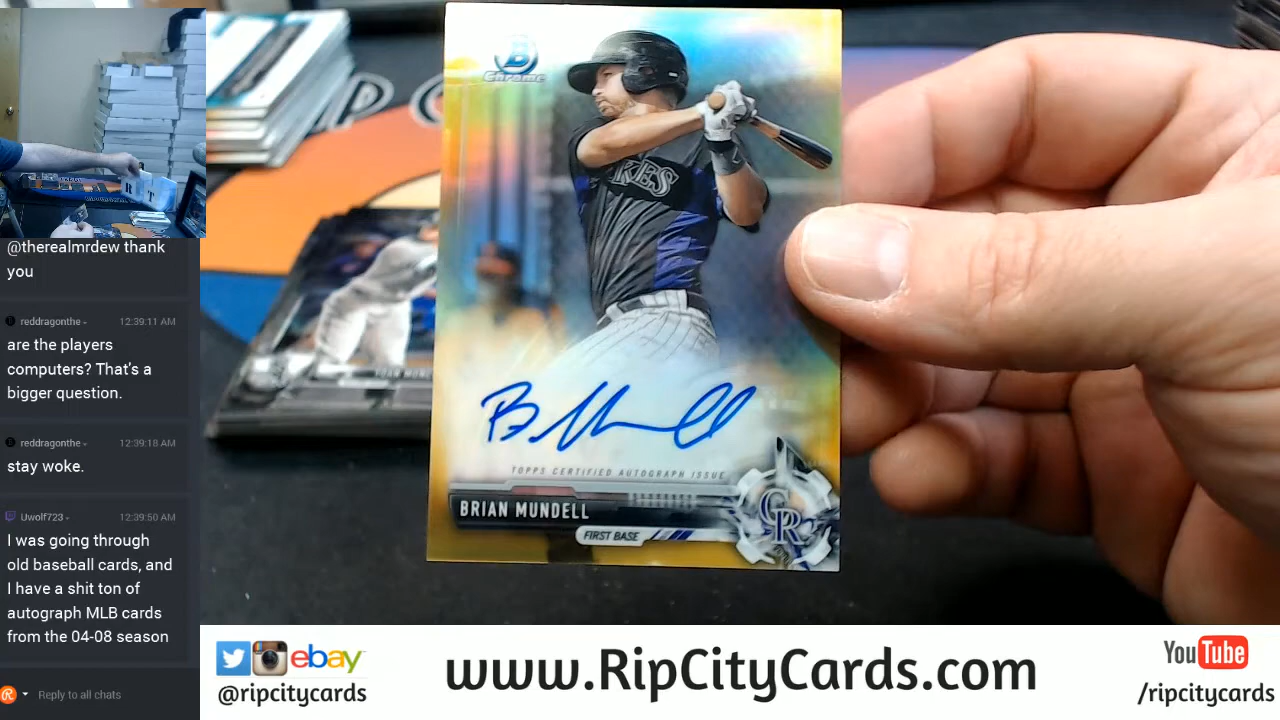 @therealmrdew thank
you
reddragonthe
12:39:11 AM
are the players
computers? That's a
bigger question.
reddragonthe
12:39:18 AM
stay woke.
Uwolf723
12:39:50 AM
I was going through
old baseball cards, and
I have a shit ton of
autograph MLB cards
from the 04-08 season
Reply to all chats
B
Chrome
KES
TOPPS CERTIFIED AUTOGRAPH ISSUE
BRIAN MUNDELL
FIRST BASE
CR
ebay
@ripcitycards
www.RipCityCards.com
YouTube
/ripcitycards